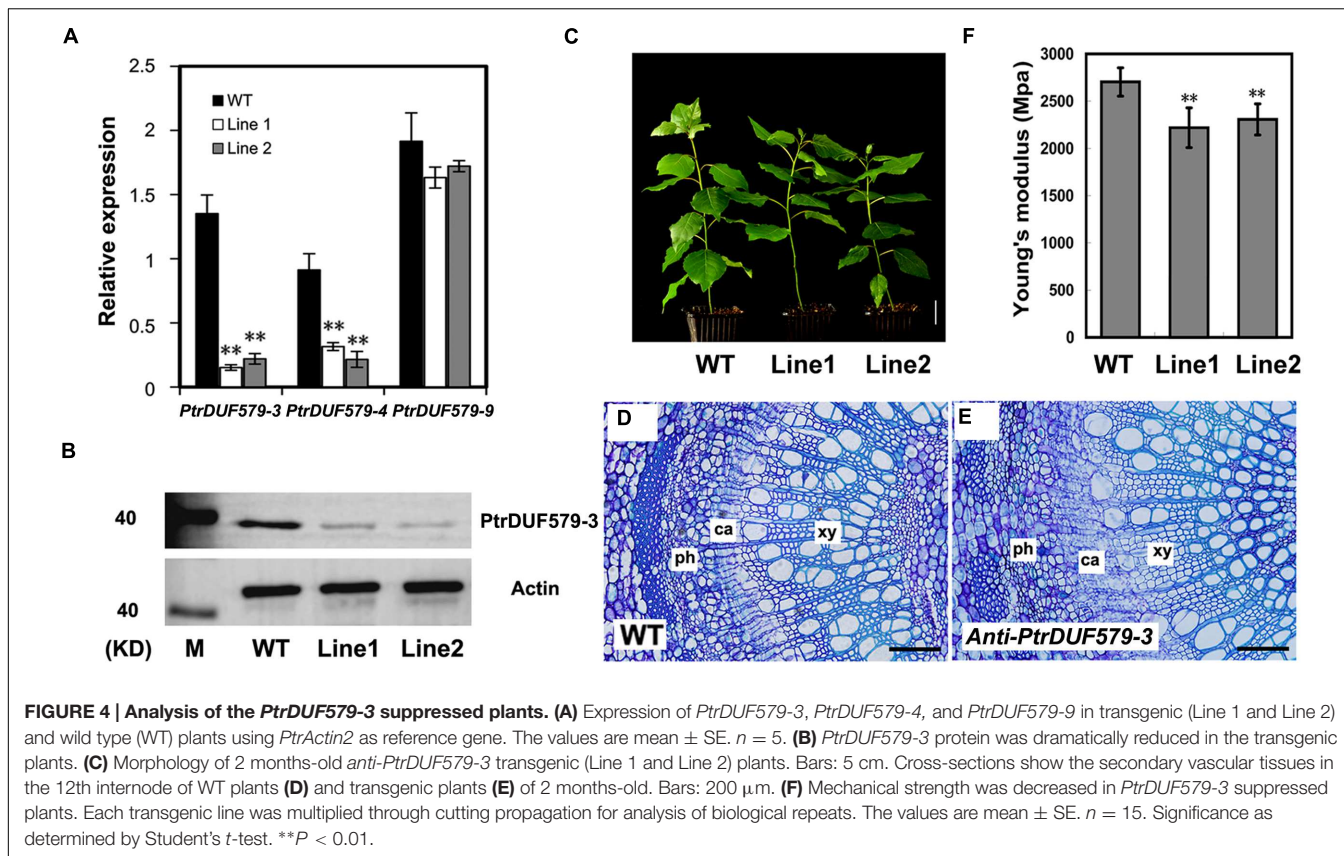 A
2.5
2
1.5
1
0.5
0
Relative expression
WT
Line 1
Line 2
**
**
**
**
PtrDUF579-3 PtrDUF579-4 PtrDUF579-9
B
40
PtrDUF579-3
40
Actin
(KD) M WT Line1 Line2
C
WT Line1 Line2
F
3000
2500
2000
1500
1000
500
0
Young's modulus (Mpa)
**
**
WT Line1 Line2
D
ph
ca
xy
WT
E
ph
ca
xy
Anti-PtrDUF579-3
FIGURE 4 | Analysis of the PtrDUF579-3 suppressed plants. (A) Expression of PtrDUF579-3, PtrDUF579-4, and PtrDUF579-9 in transgenic (Line 1 and Line 2)
and wild type (WT) plants using PtrActin2 as reference gene. The values are mean ± SE. n = 5. (B) PtrDUF579-3 protein was dramatically reduced in the transgenic
plants. (C) Morphology of 2 months-old anti-PtrDUF579-3 transgenic (Line 1 and Line 2) plants. Bars: 5 cm. Cross-sections show the secondary vascular tissues in
the 12th internode of WT plants (D) and transgenic plants (E) of 2 months-old. Bars: 200 μm. (F) Mechanical strength was decreased in PtrDUF579-3 suppressed
plants. Each transgenic line was multiplied through cutting propagation for analysis of biological repeats. The values are mean ± SE. n = 15. Significance as
determined by Student's t-test. **P < 0.01.